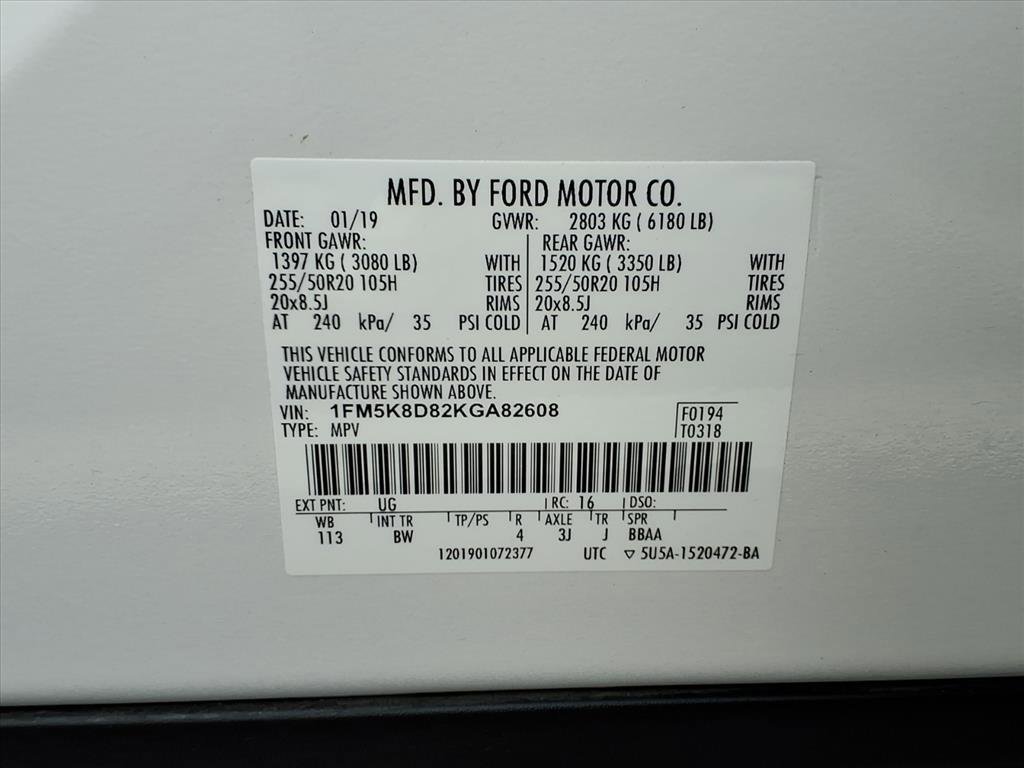 MFD. BY FORD MOTOR CO.
DATE: 01/19 GVWR: 2803 KG ( 6180 LB)
FRONT GAWR: REAR GAWR:
1397 KG ( 3080 LB) WITH 1520 KG ( 3350 LB) WITH
255/50R20 105H TIRES 255/50R20 105H TIRES
20x8.5J RIMS 20x8.5J RIMS
AT 240 kPa/ 35 PSI COLD AT 240 kPa/ 35 PSI COLD
THIS VEHICLE CONFORMS TO ALL APPLICABLE FEDERAL MOTOR
VEHICLE SAFETY STANDARDS IN EFFECT ON THE DATE OF
MANUFACTURE SHOWN ABOVE.
VIN: 1FM5K8D82KGA82608 F0194
TYPE: MPV T0318
EXT PNT: UG RC: 16 DSO:
WB INT TR TP/PS R AXLE TR SPR
113 BW 4 3J J BBAA
1201901072377 UTC ▽ 5U5A-1520472-BA